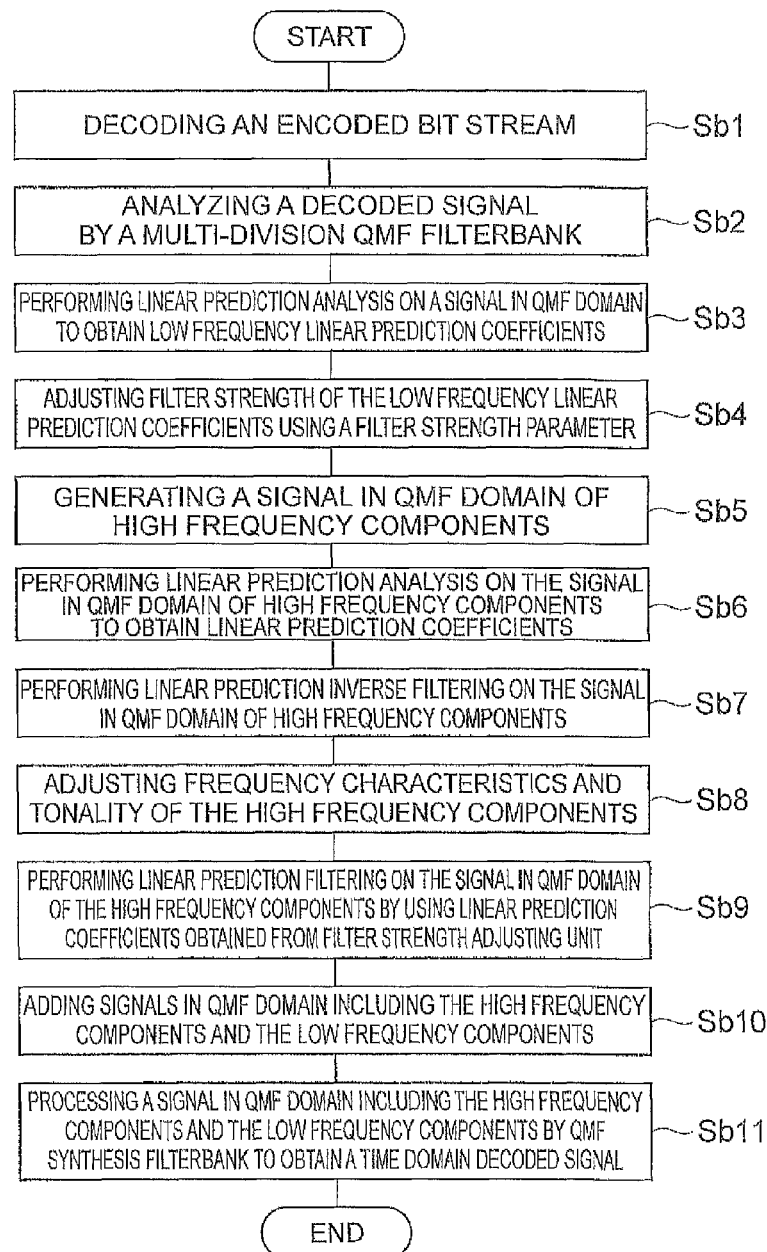 START
DECODING AN ENCODED BIT STREAM
Sb1
ANALYZING A DECODED SIGNAL
BY A MULTI-DIVISION QMF FILTERBANK
Sb2
PERFORMING LINEAR PREDICTION ANALYSIS ON A SIGNAL IN QMF DOMAIN
TO OBTAIN LOW FREQUENCY LINEAR PREDICTION COEFFICIENTS
Sb3
ADJUSTING FILTER STRENGTH OF THE LOW FREQUENCY LINEAR
PREDICTION COEFFICIENTS USING A FILTER STRENGTH PARAMETER
Sb4
GENERATING A SIGNAL IN QMF DOMAIN OF
HIGH FREQUENCY COMPONENTS
Sb5
PERFORMING LINEAR PREDICTION ANALYSIS ON THE SIGNAL
IN QMF DOMAIN OF HIGH FREQUENCY COMPONENTS
TO OBTAIN LINEAR PREDICTION COEFFICIENTS
Sb6
PERFORMING LINEAR PREDICTION INVERSE FILTERING ON THE SIGNAL
IN QMF DOMAIN OF HIGH FREQUENCY COMPONENTS
Sb7
ADJUSTING FREQUENCY CHARACTERISTICS AND
TONALITY OF THE HIGH FREQUENCY COMPONENTS
Sb8
PERFORMING LINEAR PREDICTION FILTERING ON THE SIGNAL IN QMF DOMAIN
OF THE HIGH FREQUENCY COMPONENTS BY USING LINEAR PREDICTION
COEFFICIENTS OBTAINED FROM FILTER STRENGTH ADJUSTING UNIT
Sb9
ADDING SIGNALS IN QMF DOMAIN INCLUDING THE HIGH FREQUENCY
COMPONENTS AND THE LOW FREQUENCY COMPONENTS
Sb10
PROCESSING A SIGNAL IN QMF DOMAIN INCLUDING THE HIGH FREQUENCY
COMPONENTS AND THE LOW FREQUENCY COMPONENTS BY QMF
SYNTHESIS FILTERBANK TO OBTAIN A TIME DOMAIN DECODED SIGNAL
Sb11
END